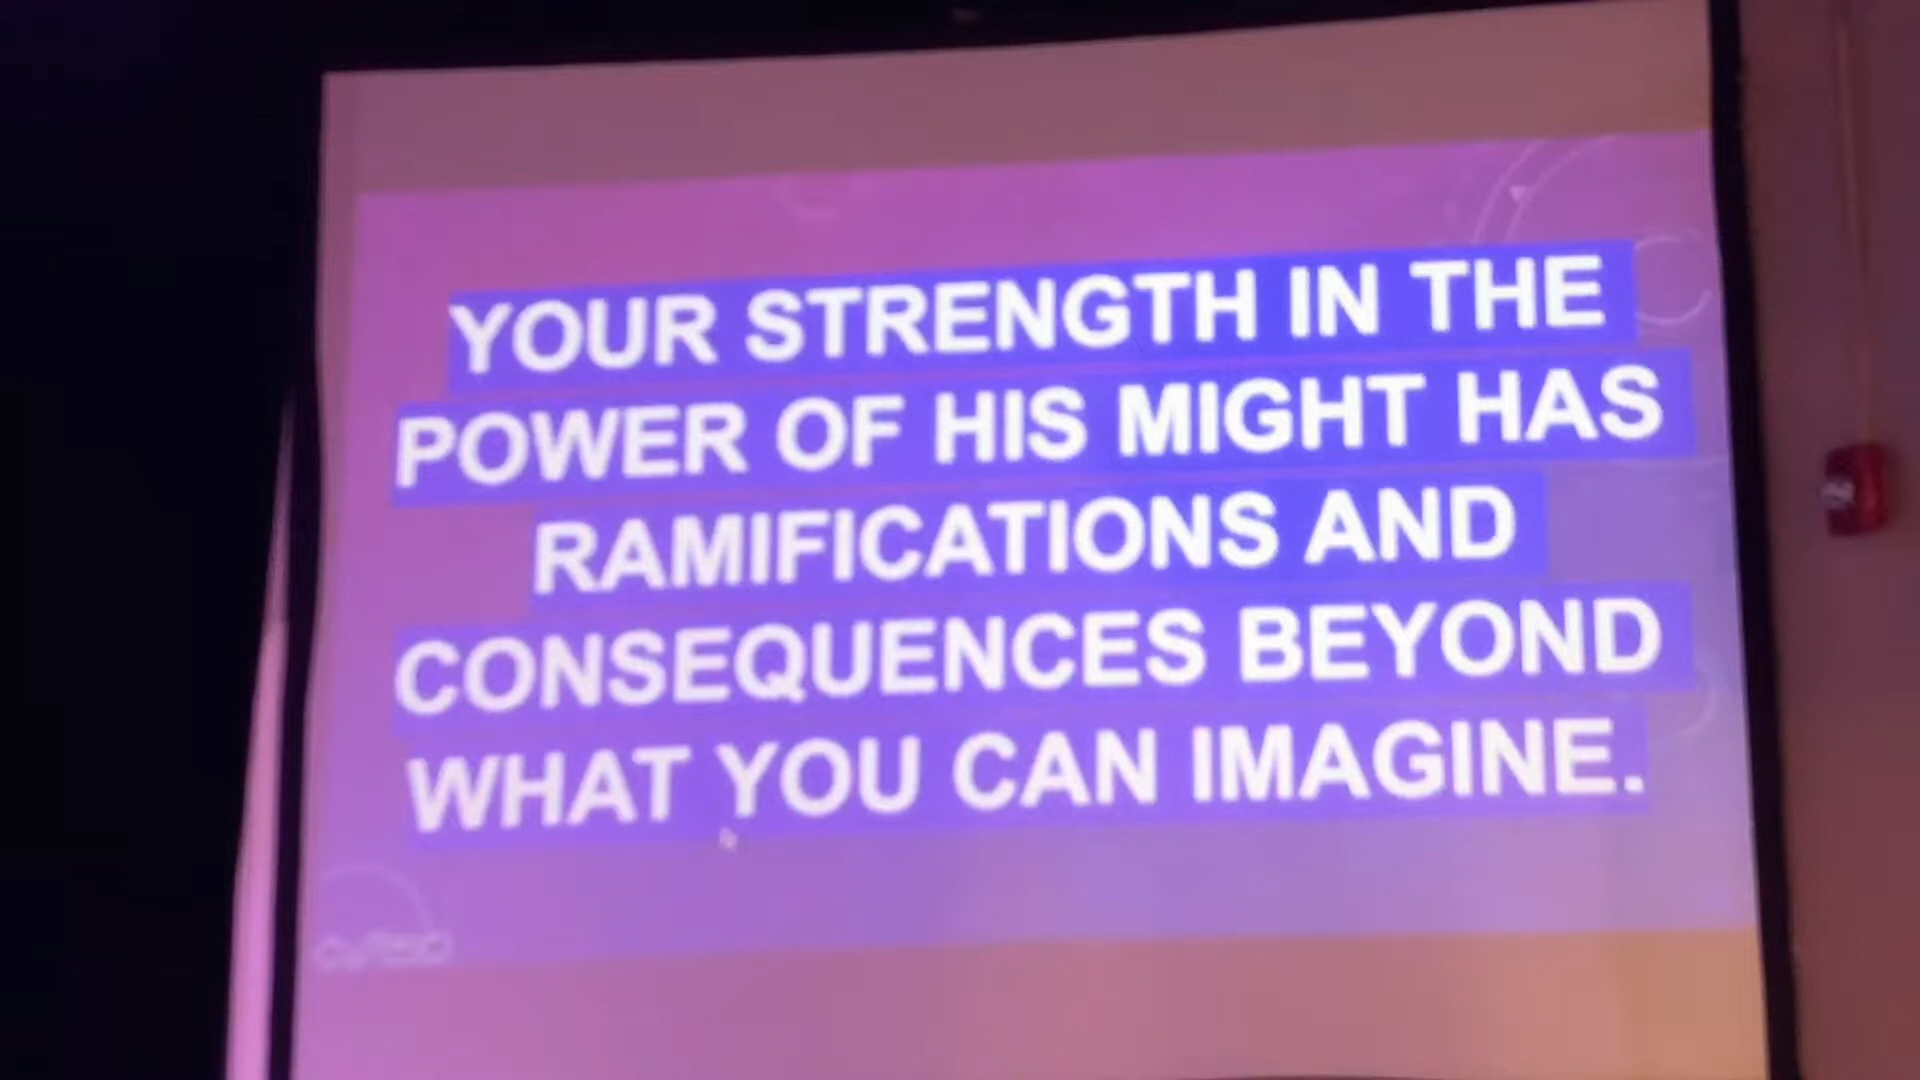 YOUR STRENGTH IN THE
POWER OF HIS MIGHT HAS
RAMIFICATIONS AND
CONSEQUENCES BEYOND
WHAT YOU CAN IMAGINE.